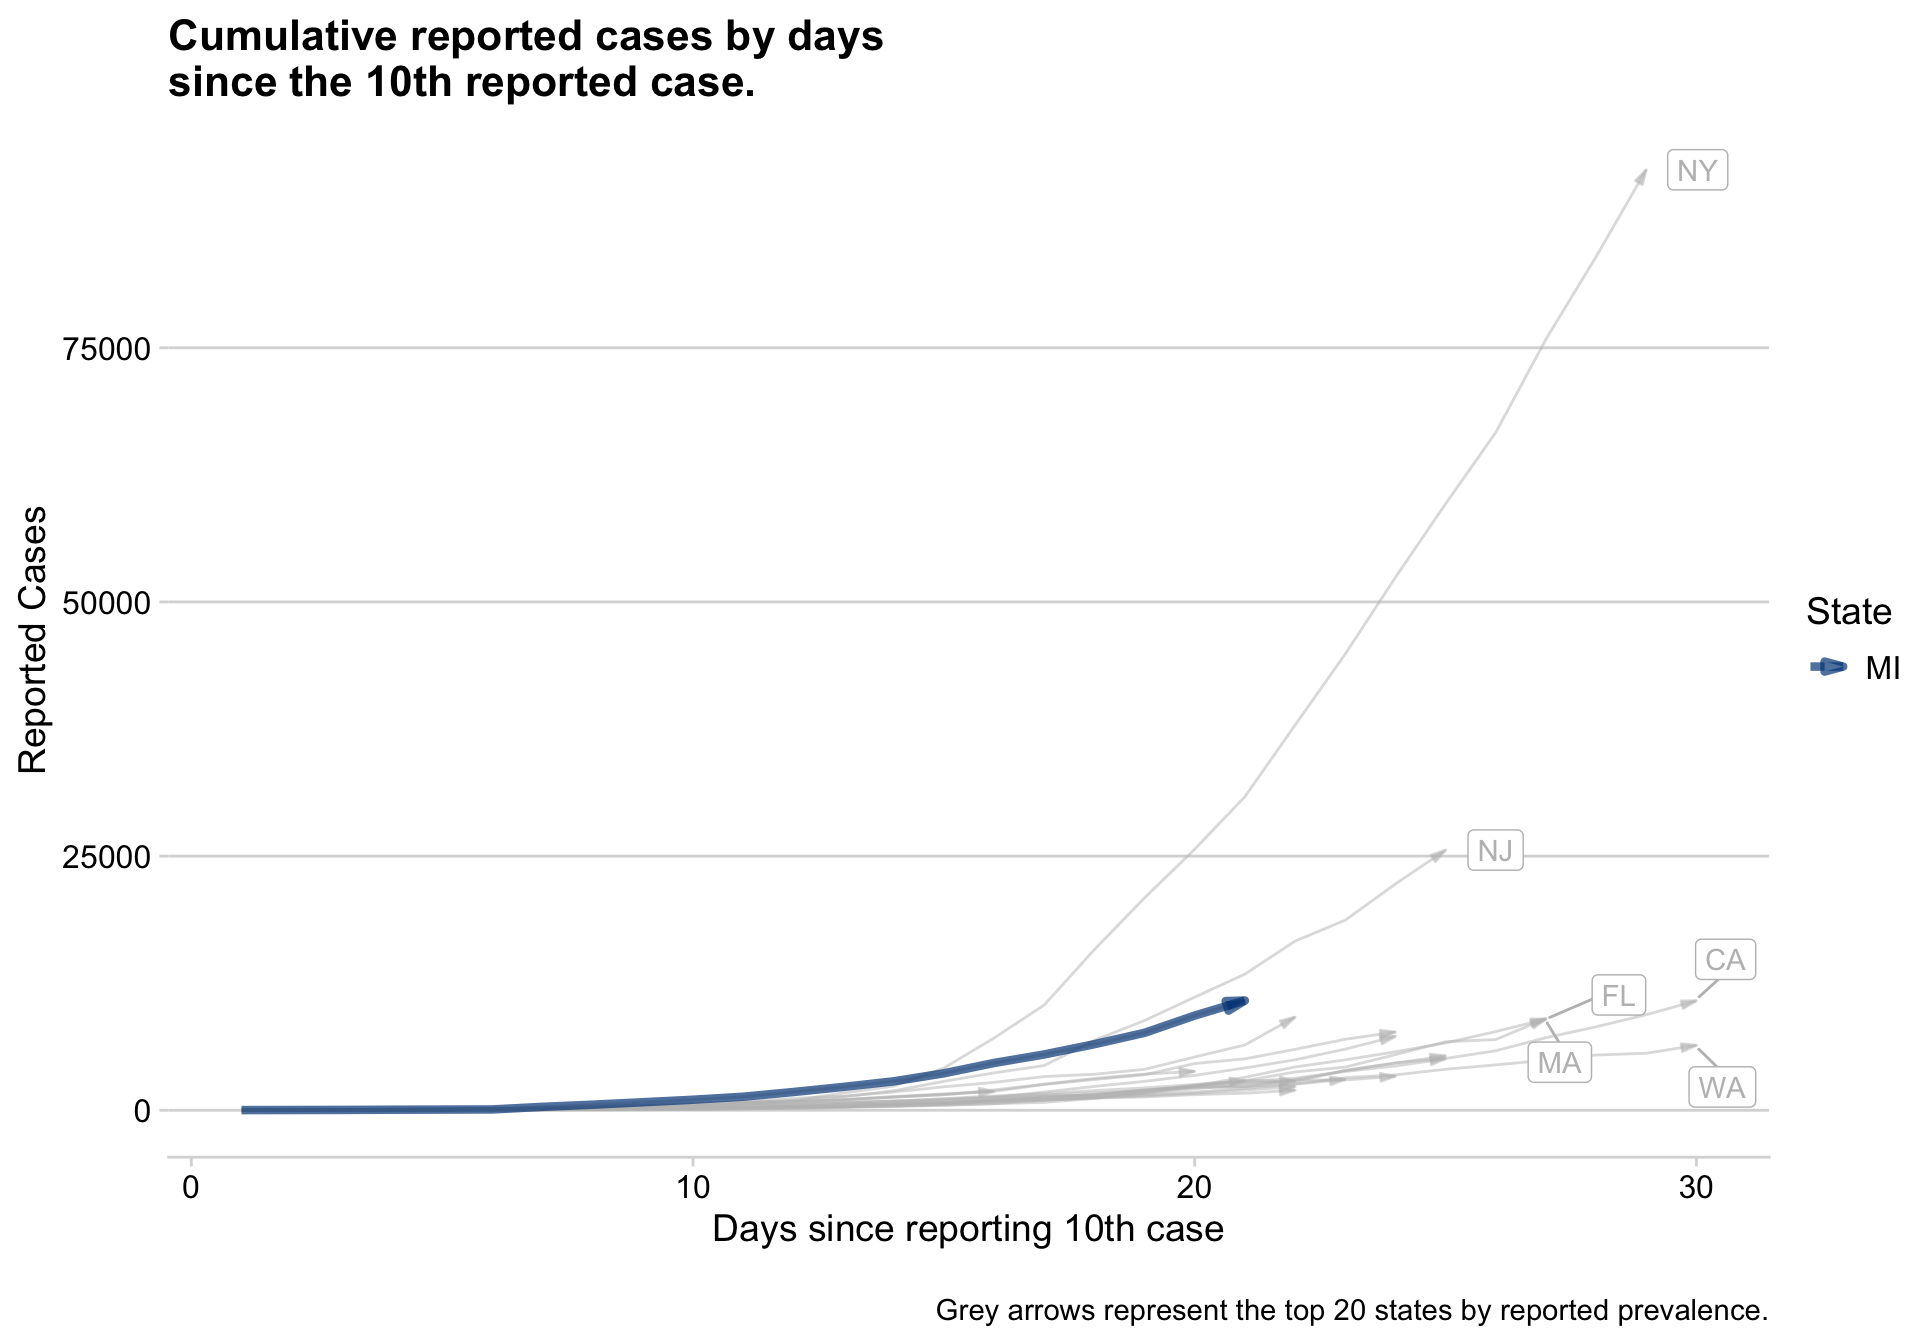 Cumulative reported cases by days
since the 10th reported case.
NY
75000
50000
25000
0
Reported Cases
NJ
CA
FL
MA
WA
State
MI
0 10 20 30
Days since reporting 10th case
Grey arrows represent the top 20 states by reported prevalence.